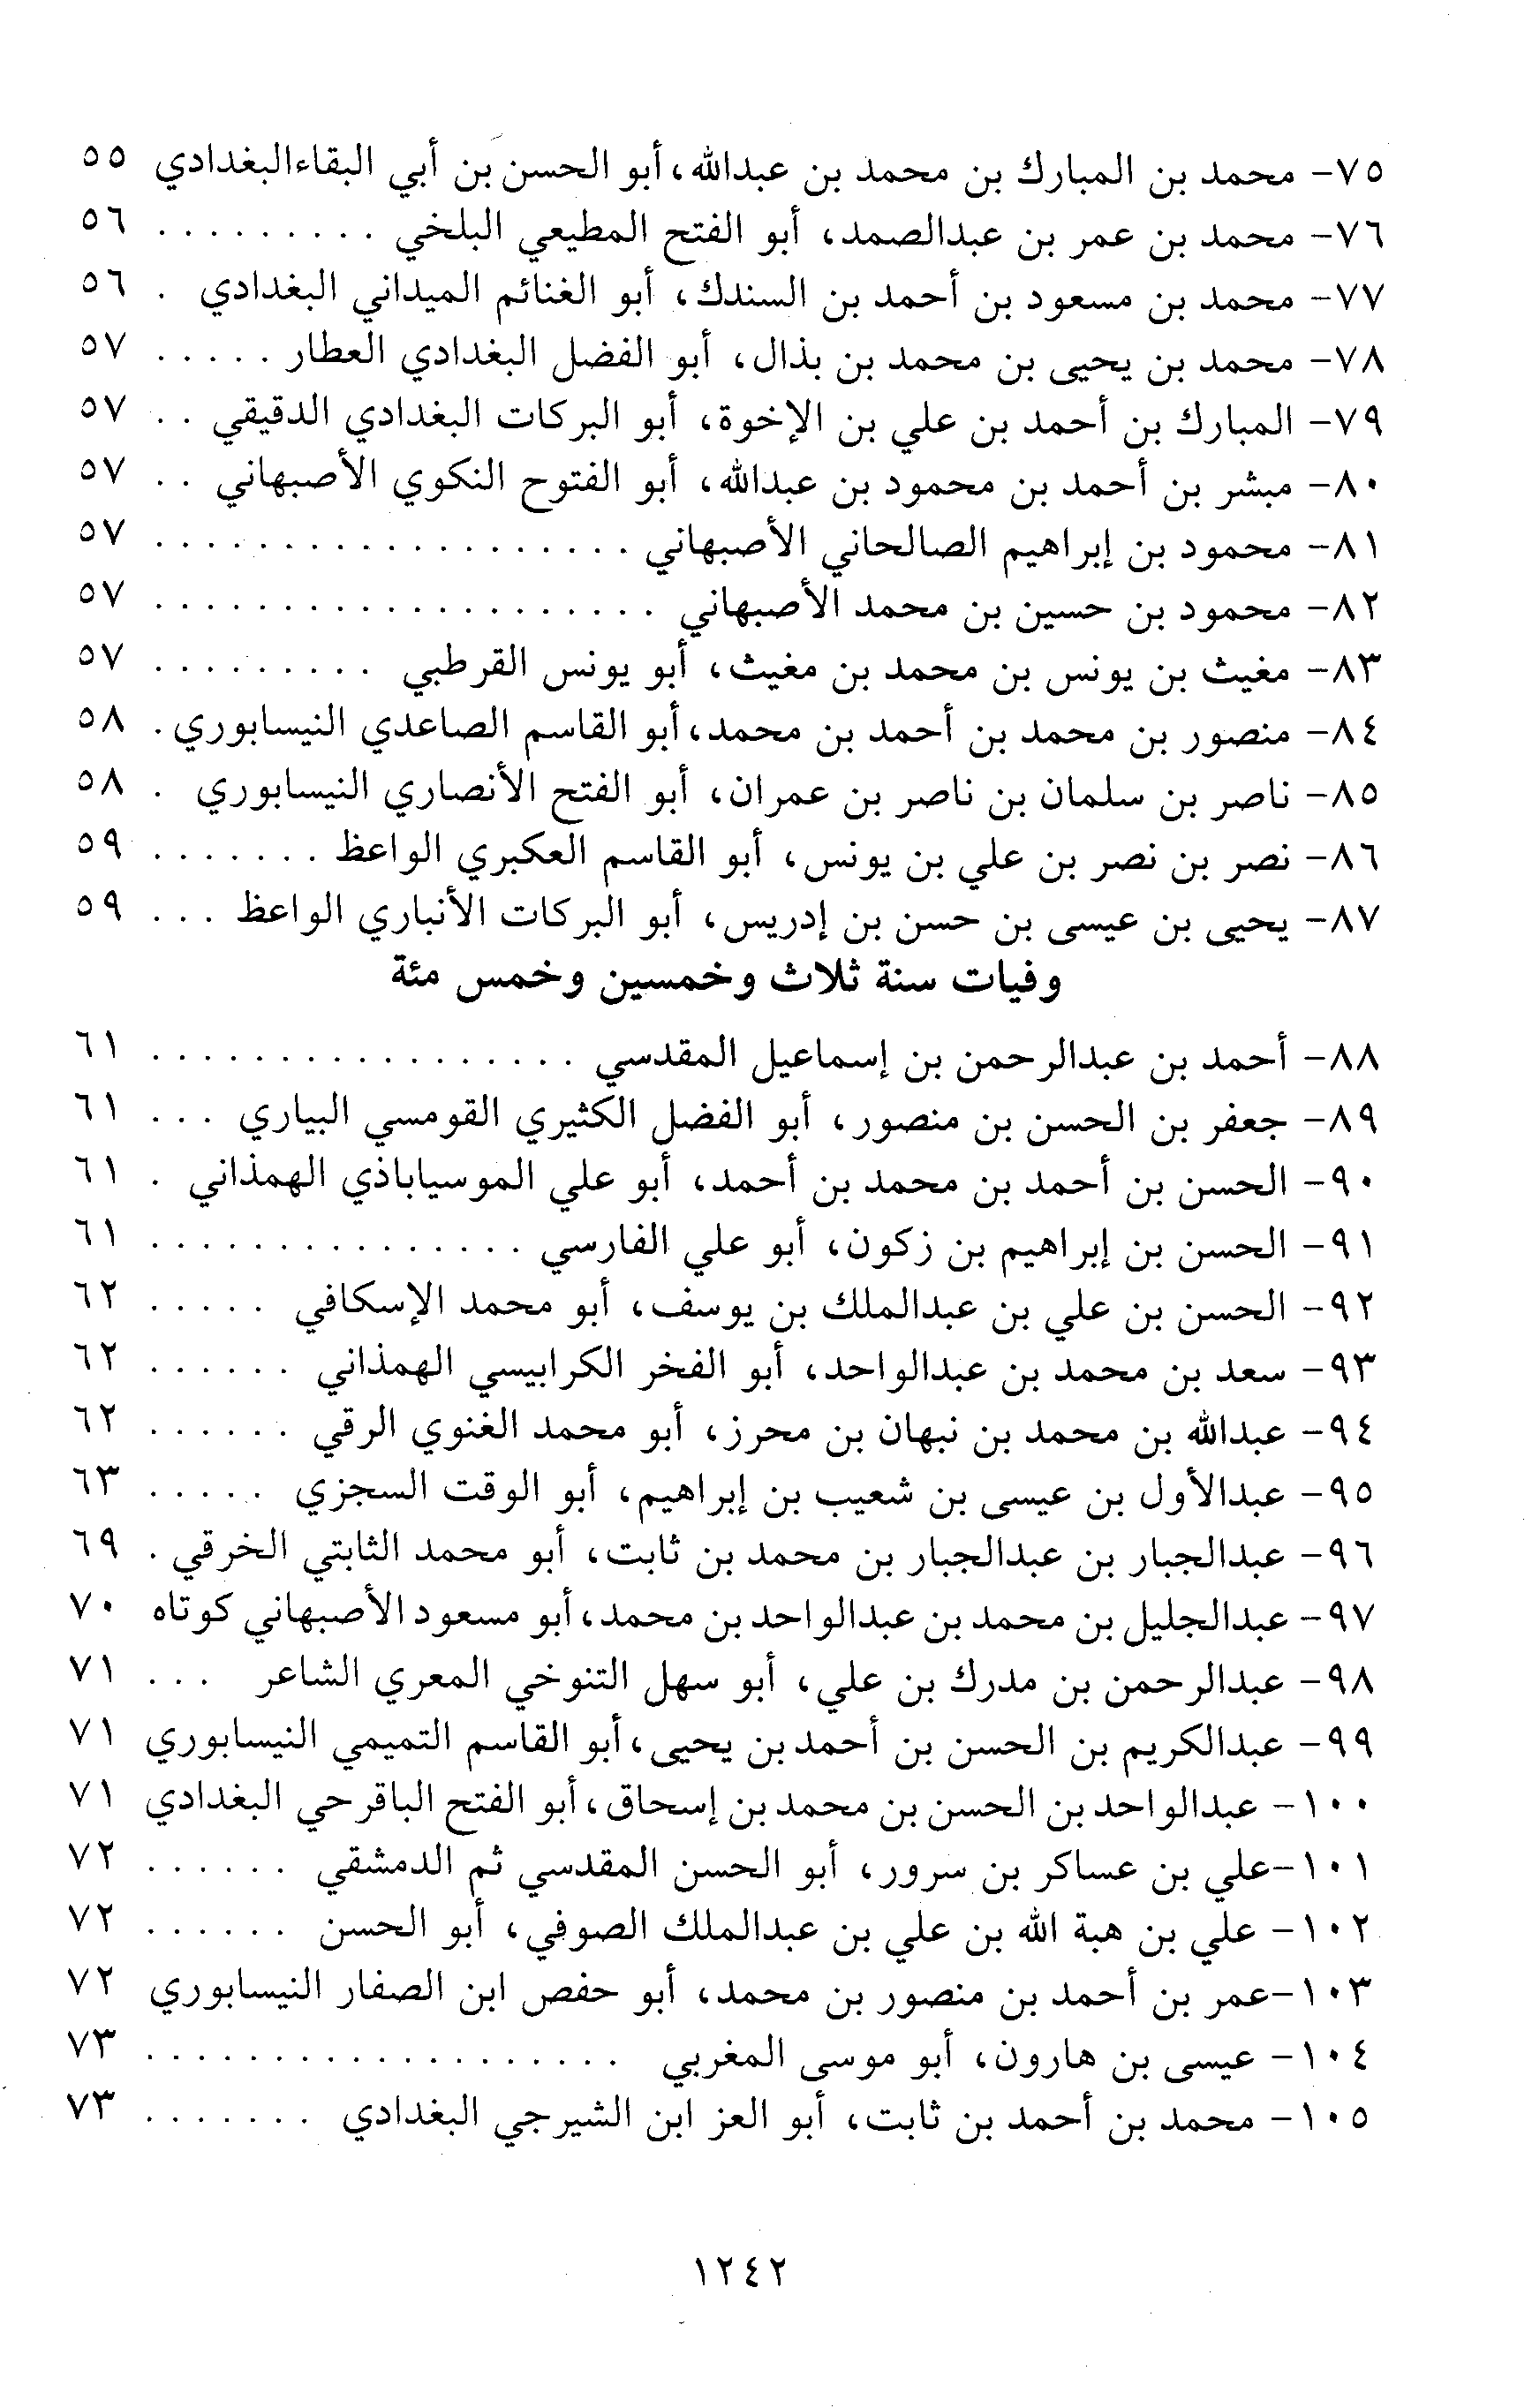 ٧٥- محمد بن المبارك بن محمد بن عبدالله، أبو الحسن بن أبي البقاء البغدادي ٥٥
٧٦- محمد بن عمر بن عبدالصمد، أبو الفتح المطيعي البلخي . . . . . . . . . ٥٦
٧٧- محمد بن مسعود بن أحمد بن السندك، أبو الغنائم الميداني البغدادي . ٥٦
٧٨- محمد بن يحيى بن محمد بن بذال، أبو الفضل البغدادي العطار . . . . . ٥٧
٧٩- المبارك بن أحمد بن علي بن الإخوة، أبو البركات البغدادي الدقيقي . . ٥٧
٨٠- مبشر بن أحمد بن محمود بن عبدالله، أبو الفتوح النكوي الأصبهاني . . ٥٧
٨١- محمود بن إبراهيم الصالحاني الأصبهاني . . . . . . . . . . . . . . . . . . . ٥٧
٨٢- محمود بن حسين بن محمد الأصبهاني . . . . . . . . . . . . . . . . . . . . ٥٧
٨٣- مغيث بن يونس بن محمد بن مغيث، أبو يونس القرطبي . . . . . . . . . ٥٧
٨٤- منصور بن محمد بن أحمد بن محمد، أبو القاسم الصاعدي النيسابوري . ٥٨
٨٥- ناصر بن سلمان بن ناصر بن عمران، أبو الفتح الأنصاري النيسابوري . ٥٨
٨٦- نصر بن نصر بن علي بن يونس، أبو القاسم العكبري الواعظ . . . . . . . ٥٩
٨٧- يحيى بن عيسى بن حسن بن إدريس، أبو البركات الأنباري الواعظ . . . ٥٩
وفيات سنة ثلاث وخمسين وخمس مئة
٨٨- أحمد بن عبدالرحمن بن إسماعيل المقدسي . . . . . . . . . . . . . . . . . ٦١
٨٩- جعفر بن الحسن بن منصور، أبو الفضل الكثيري القومسي البياري . . . ٦١
٩٠- الحسن بن أحمد بن محمد بن أحمد، أبو علي الموسياباذي الهمذاني . ٦١
٩١- الحسن بن إبراهيم بن زكون، أبو علي الفارسي . . . . . . . . . . . . . . . ٦١
٩٢- الحسن بن علي بن عبدالملك بن يوسف، أبو محمد الإسكافي . . . . . ٦٢
٩٣- سعد بن محمد بن عبدالواحد، أبو الفخر الكرابيسي الهمذاني . . . . . . ٦٢
٩٤- عبدالله بن محمد بن نبهان بن محرز، أبو محمد الغنوي الرقي . . . . . . ٦٢
٩٥- عبدالأول بن عيسى بن شعيب بن إبراهيم، أبو الوقت السجزي . . . . . ٦٣
٩٦- عبدالجبار بن عبدالجبار بن محمد بن ثابت، أبو محمد الثابتي الخرقي . ٦٩
٩٧- عبدالجليل بن محمد بن عبدالواحد بن محمد، أبو مسعود الأصبهاني كوتاه ٧٠
٩٨- عبدالرحمن بن مدرك بن علي، أبو سهل التنوخي المعري الشاعر . . . ٧١
٩٩- عبدالكريم بن الحسن بن أحمد بن يحيى، أبو القاسم التميمي النيسابوري ٧١
١٠٠- عبدالواحد بن الحسن بن محمد بن إسحاق، أبو الفتح الباقرحي البغدادي ٧١
١٠١- علي بن عساكر بن سرور، أبو الحسن المقدسي ثم الدمشقي . . . . . . ٧٢
١٠٢- علي بن هبة الله بن علي بن عبدالملك الصوفي، أبو الحسن . . . . . . ٧٢
١٠٣- عمر بن أحمد بن منصور بن محمد، أبو حفص ابن الصفار النيسابوري ٧٢
١٠٤- عيسى بن هارون، أبو موسى المغربي . . . . . . . . . . . . . . . . . . . ٧٣
١٠٥- محمد بن أحمد بن ثابت، أبو العز ابن الشيرجي البغدادي . . . . . . . ٧٣
١٢٤٢